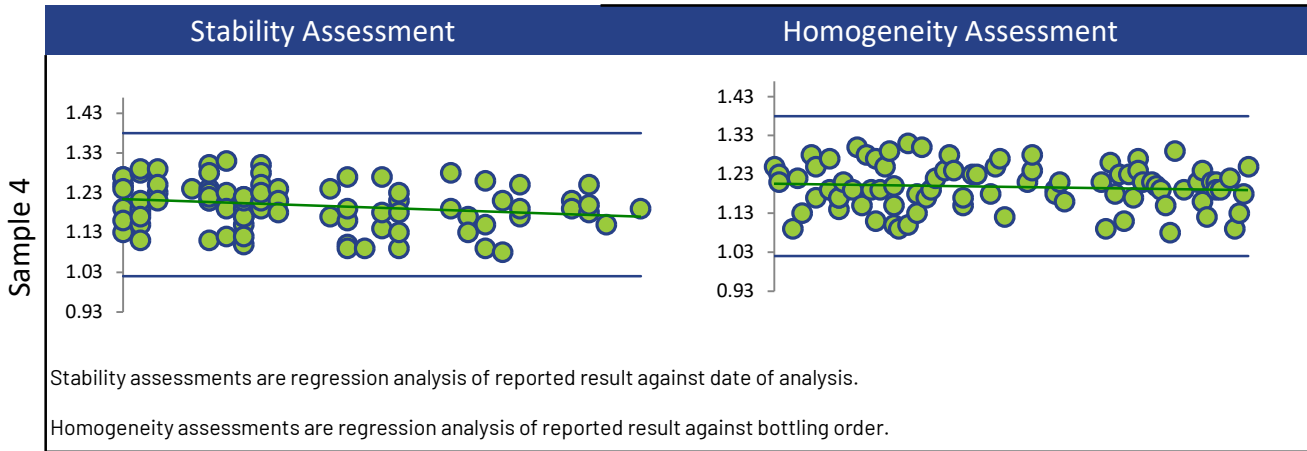 Stability Assessment
Homogeneity Assessment
Sample 4
1.43
1.33
1.23
1.13
1.03
0.93
1.43
1.33
1.23
1.13
1.03
0.93
Stability assessments are regression analysis of reported result against date of analysis.
Homogeneity assessments are regression analysis of reported result against bottling order.